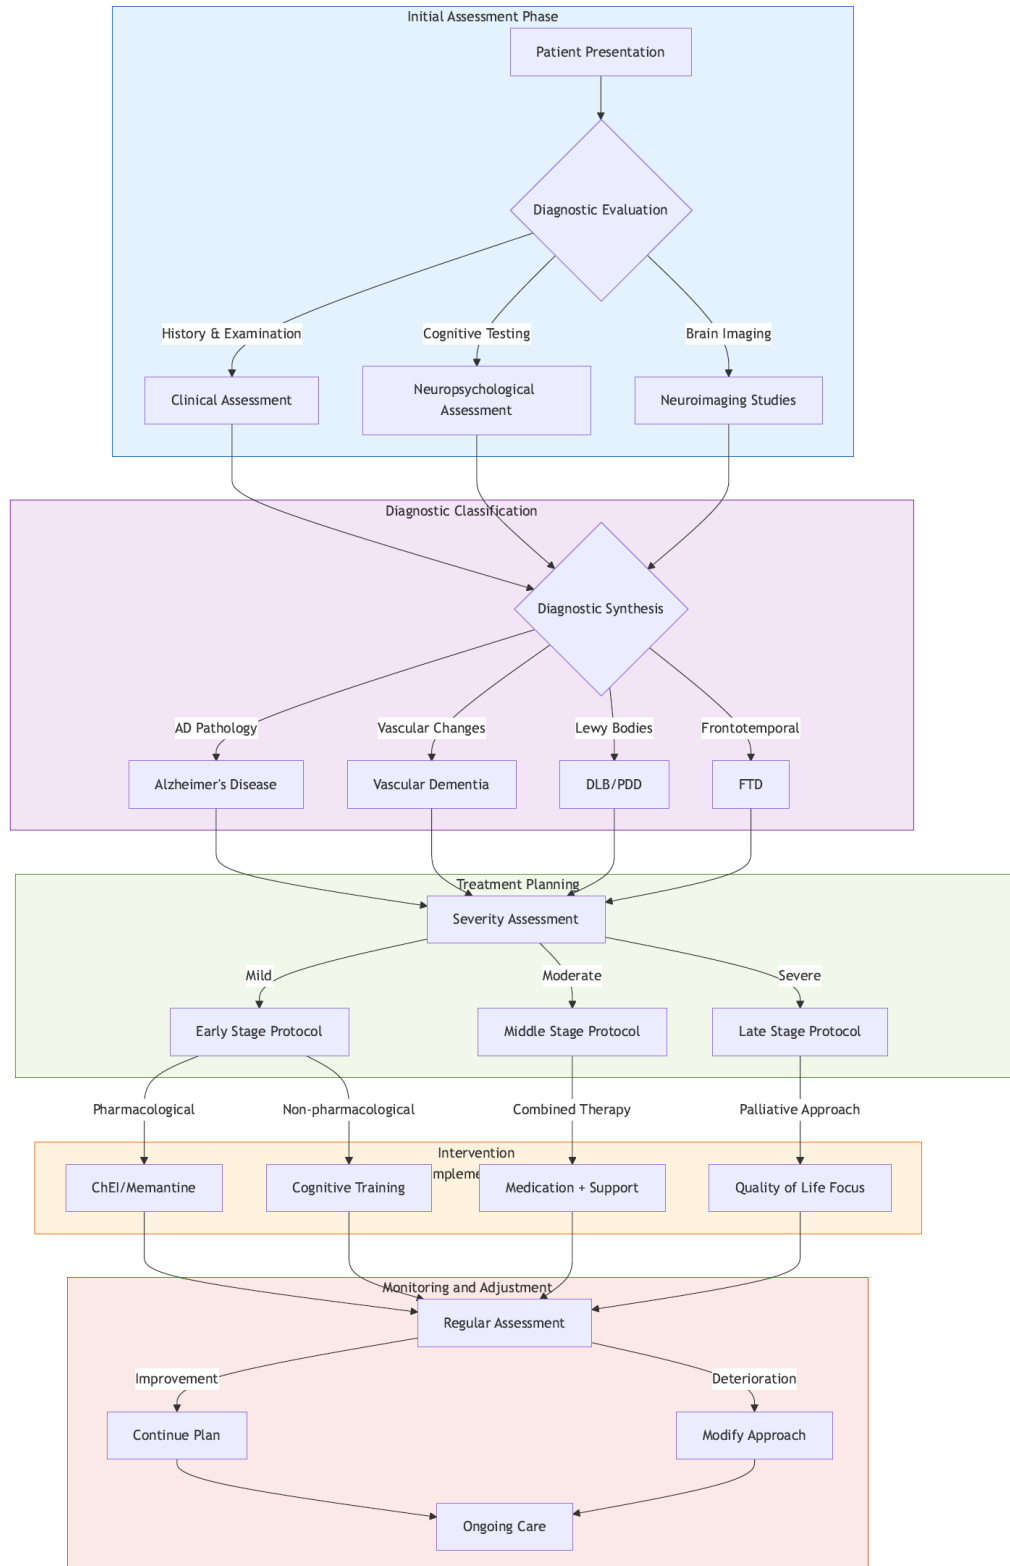 Initial Assessment Phase
Patient Presentation
Diagnostic Evaluation
History & Examination
Cognitive Testing
Brain Imaging
Clinical Assessment
Neuropsychological
Assessment
Neuroimaging Studies
Diagnostic Classification
Diagnostic Synthesis
AD Pathology
Vascular Changes
Lewy Bodies
Frontotemporal
Alzheimer's Disease
Vascular Dementia
DLB/PDD
FTD
Treatment Planning
Severity Assessment
Mild
Moderate
Severe
Early Stage Protocol
Middle Stage Protocol
Late Stage Protocol
Pharmacological
Non-pharmacological
Combined Therapy
Palliative Approach
Intervention
ChEI/Memantine
Cognitive Training
Medication + Support
Quality of Life Focus
Monitoring and Adjustment
Regular Assessment
Improvement
Deterioration
Continue Plan
Modify Approach
Ongoing Care